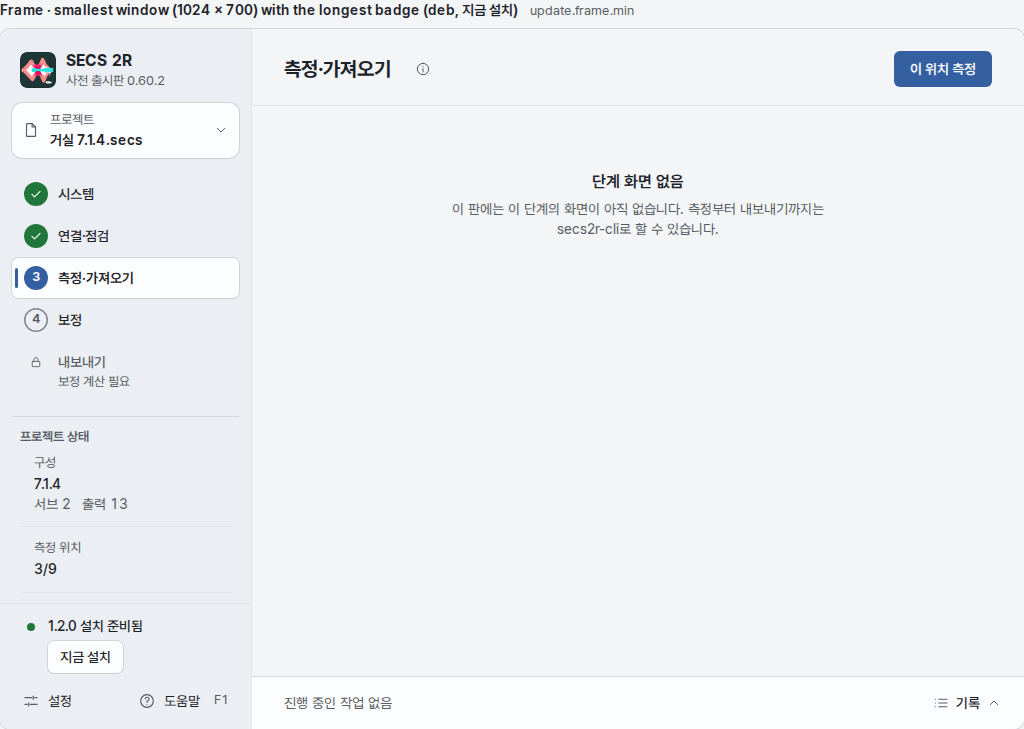 Frame · smallest window (1024 × 700) with the longest badge (deb, 지금 설치) update.frame.min
SECS 2R
사전 출시판 0.60.2
프로젝트
거실 7.1.4.secs
시스템
연결·점검
3 측정·가져오기
4 보정
내보내기
보정 계산 필요
프로젝트 상태
구성
7.1.4
서브 2 출력 13
측정 위치
3/9
1.2.0 설치 준비됨
지금 설치
설정 도움말 F1
측정·가져오기
이 위치 측정
단계 화면 없음
이 판에는 이 단계의 화면이 아직 없습니다. 측정부터 내보내기까지는
secs2r-cli로 할 수 있습니다.
진행 중인 작업 없음
기록